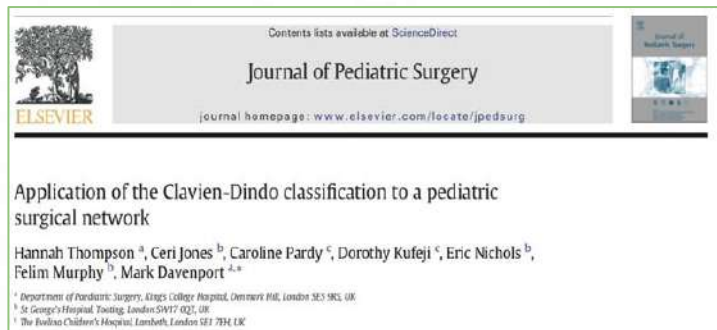 Contents lists available at ScienceDirect
Journal of Pediatric Surgery
journal homepage: www.elsevier.com/locate/jpedsurg
ELSEVIER
Journal of
Pediatric Surgery
Application of the Clavien-Dindo classification to a pediatric
surgical network
Hannah Thompson a, Ceri Jones b, Caroline Pardy c, Dorothy Kufeji c, Eric Nichols b,
Felim Murphy b, Mark Davenport a,*
a Department of Paediatric Surgery, King's College Hospital, Denmark Hill, London SE5 9RS, UK
b St George's Hospital, Tooting, London SW17 0QT, UK
c The Evelina Children's Hospital, Lambeth, London SE1 7EH, UK